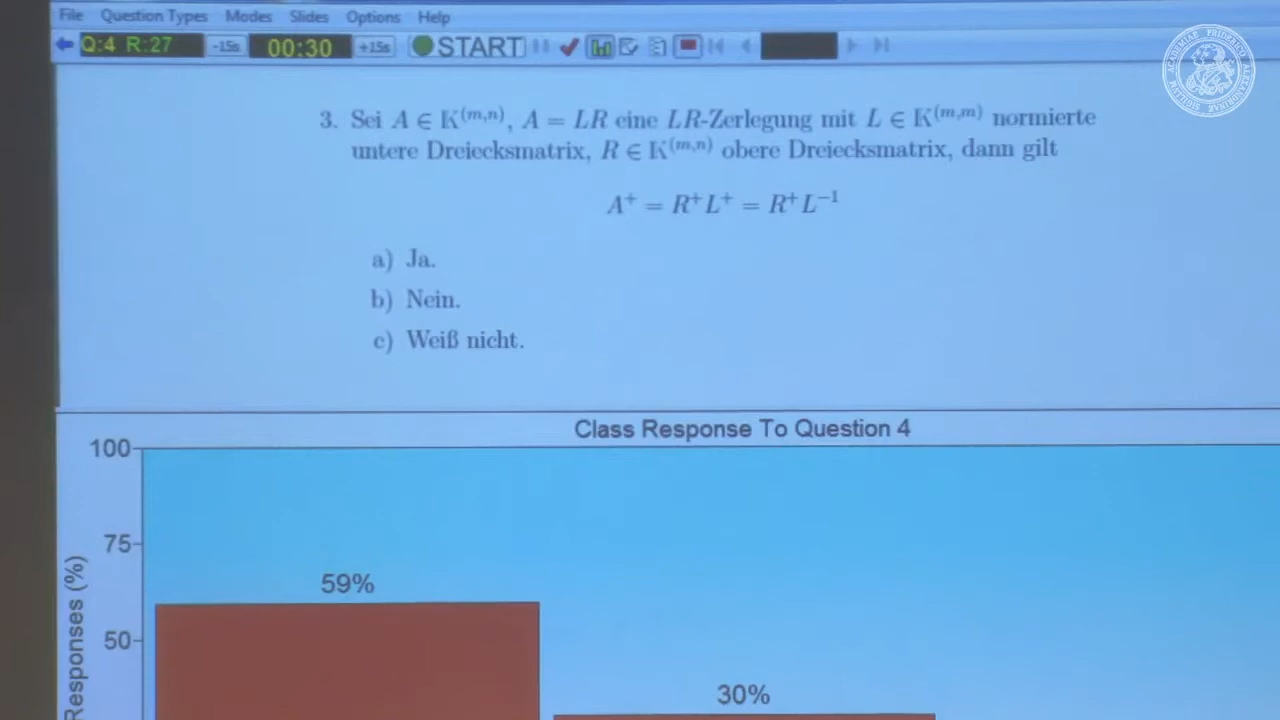 File Question Types Modes Slides Options Help
Q:4 R:27 -15s 00:30 +15s START
3. Sei A ∈ K^(m,n), A = LR eine LR-Zerlegung mit L ∈ K^(m,m) normierte
untere Dreiecksmatrix, R ∈ K^(m,n) obere Dreiecksmatrix, dann gilt
A⁺ = R⁺L⁺ = R⁺L⁻¹
a) Ja.
b) Nein.
c) Weiß nicht.
Class Response To Question 4
100
75
59%
50
30%
Responses (%)